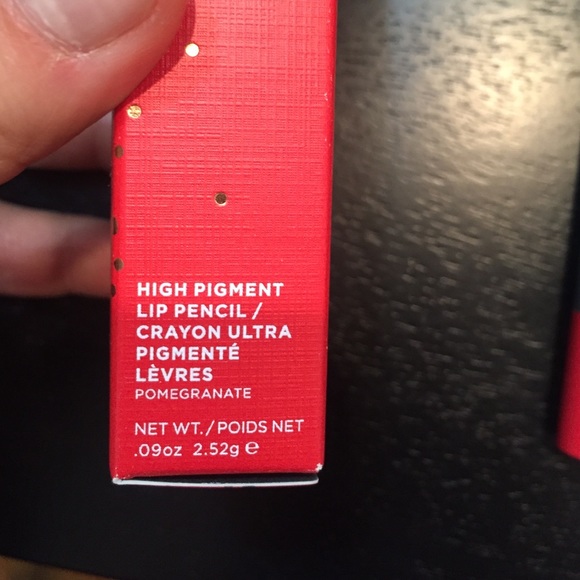 HIGH PIGMENT
LIP PENCIL /
CRAYON ULTRA
PIGMENTÉ
LÈVRES
POMEGRANATE
NET WT./POIDS NET
.09oz 2.52g ℮